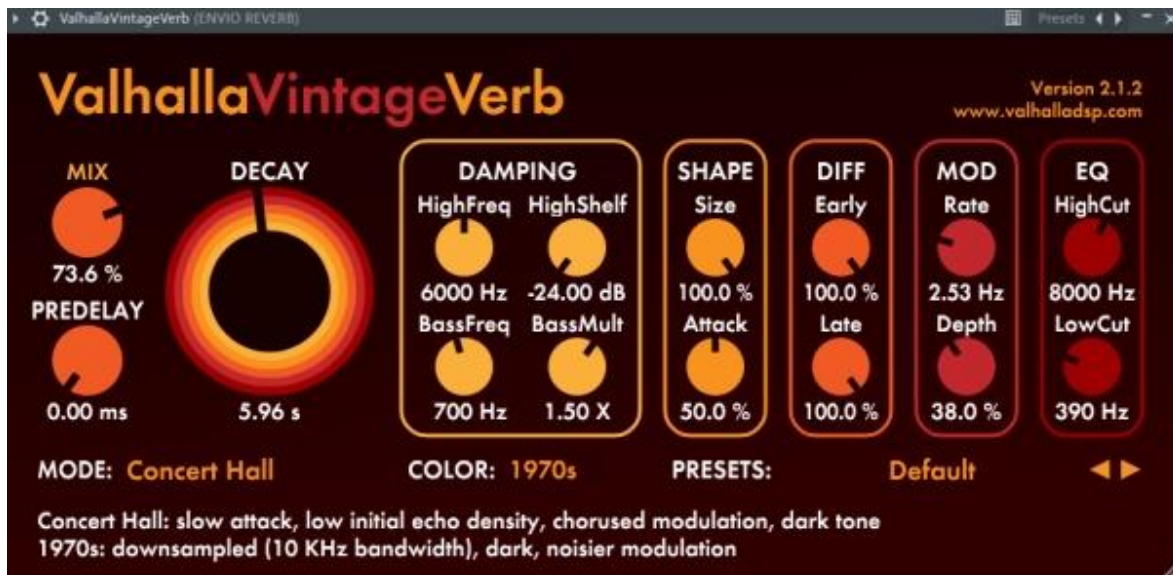 ValhallaVintageVerb (ENVIO REVERB) Presets
ValhallaVintageVerb
Version 2.1.2
www.valhalladsp.com
MIX
73.6 %
PREDELAY
0.00 ms
DECAY
5.96 s
DAMPING
HighFreq HighShelf
6000 Hz -24.00 dB
BassFreq BassMult
700 Hz 1.50 X
SHAPE
Size
100.0 %
Attack
50.0 %
DIFF
Early
100.0 %
Late
100.0 %
MOD
Rate
2.53 Hz
Depth
38.0 %
EQ
HighCut
8000 Hz
LowCut
390 Hz
MODE: Concert Hall COLOR: 1970s PRESETS: Default
Concert Hall: slow attack, low initial echo density, chorused modulation, dark tone
1970s: downsampled (10 KHz bandwidth), dark, noisier modulation